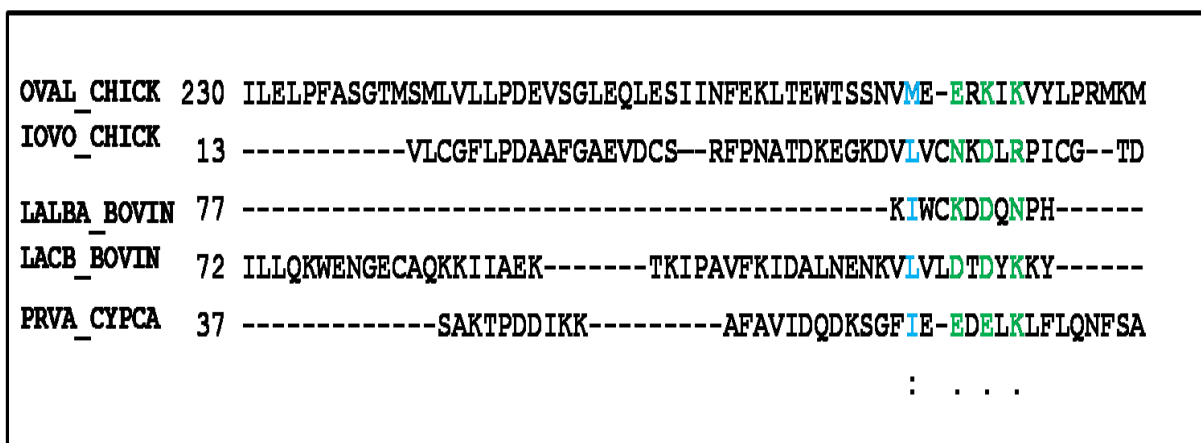 OVAL_CHICK 230 ILELPFASGTMSMLVLLPDEVSGLEQLESIINFEKLTEWTSSNVME-ERKIKVYLPRMKM
IOVO_CHICK 13 -----------VLCGFLPDAAFGAEVDCS--RFPNATDKEGKDVLVCNKDLRPICG--TD
LALBA_BOVIN 77 -------------------------------------------KIWCKDDQNPH------
LACB_BOVIN 72 ILLQKWENGECAQKKIIAEK-------TKIPAVFKIDALNENKVLVLDTDYKKY------
PRVA_CYPCA 37 -------------SAKTPDDIKK---------AFAVIDQDKSGFIE-EDELKLFLQNFSA
: . . .